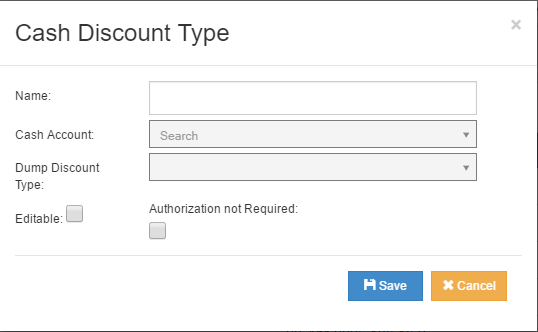 Cash Discount Type ×
Name:
Cash Account: Search
Dump Discount
Type:
Editable: Authorization not Required:
Save Cancel